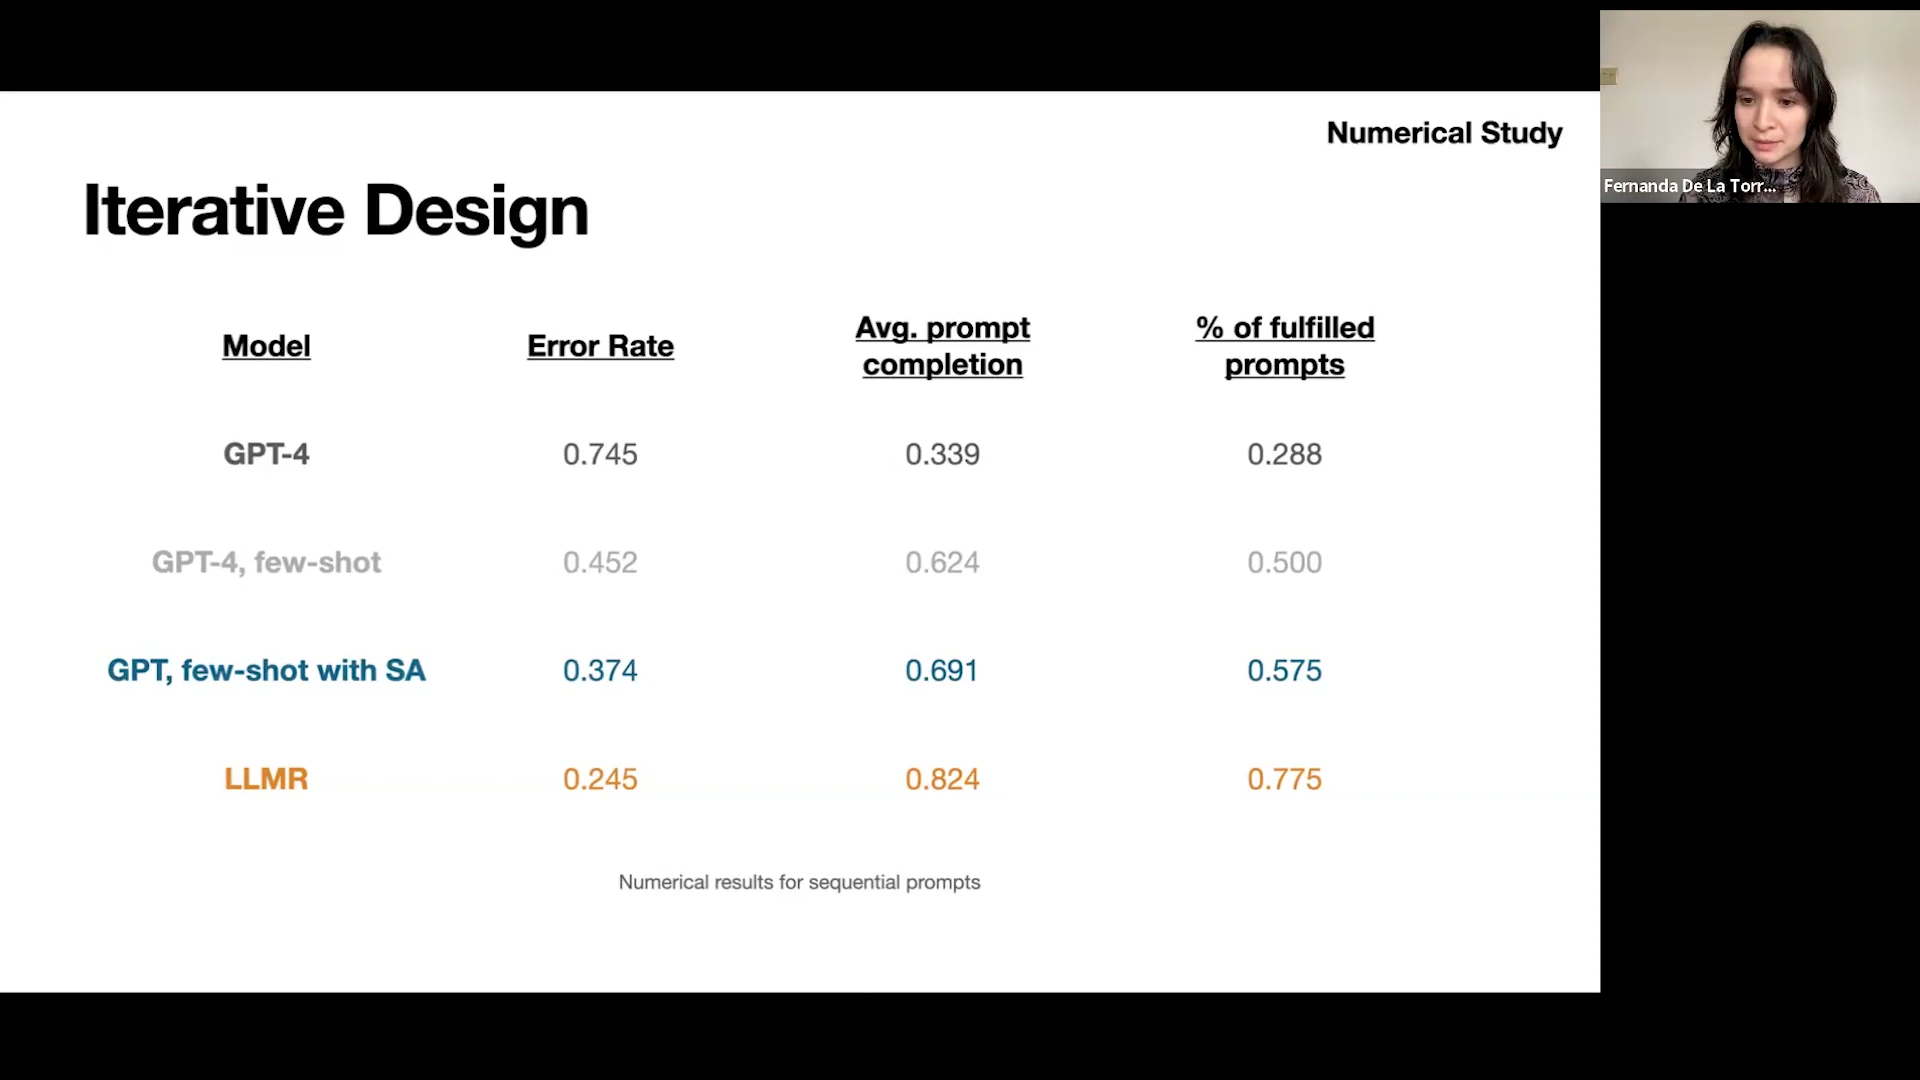 Numerical Study
Fernanda De La Torr...
Iterative Design
Model
Error Rate
Avg. prompt
completion
% of fulfilled
prompts
GPT-4
0.745
0.339
0.288
GPT-4, few-shot
0.452
0.624
0.500
GPT, few-shot with SA
0.374
0.691
0.575
LLMR
0.245
0.824
0.775
Numerical results for sequential prompts